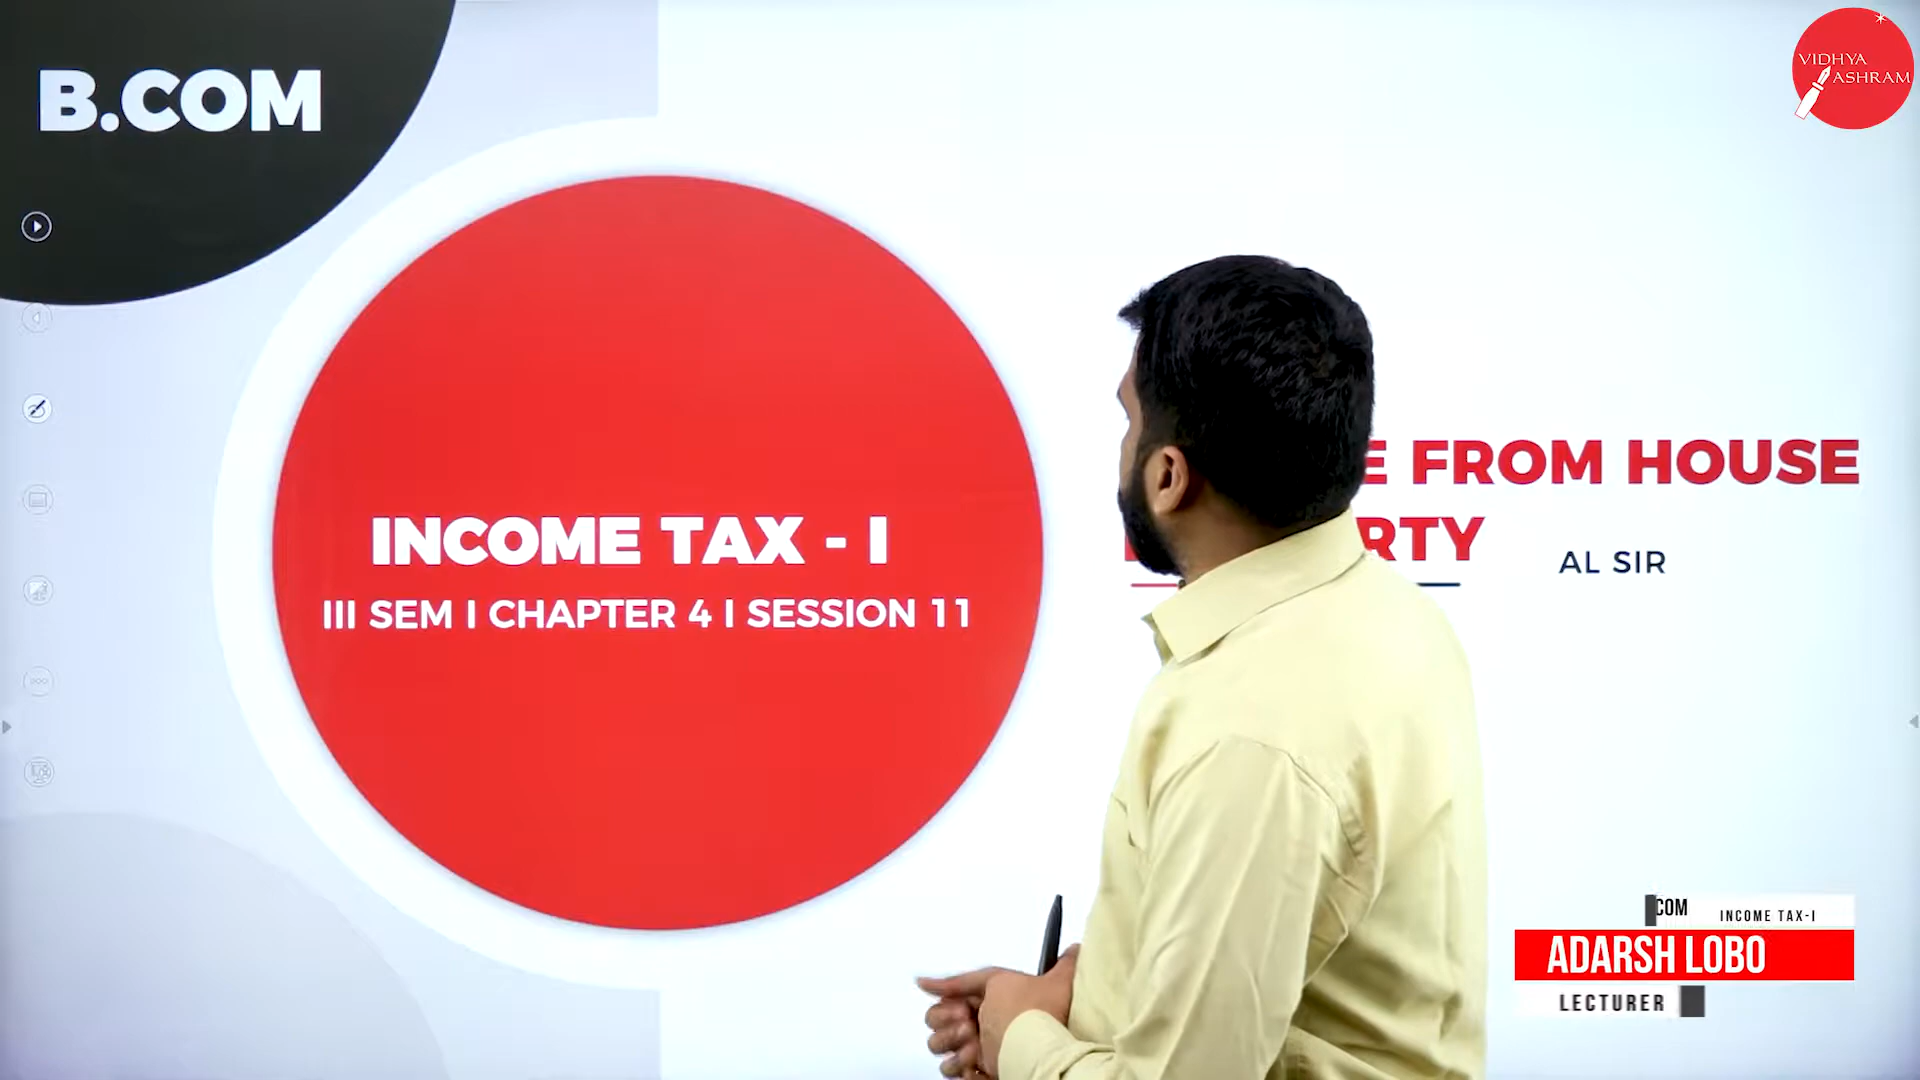 B.COM
VIDHYA
ASHRAM
INCOME TAX - I
III SEM I CHAPTER 4 I SESSION 11
FROM HOUSE
AL SIR
COM
INCOME TAX-I
ADARSH LOBO
LECTURER